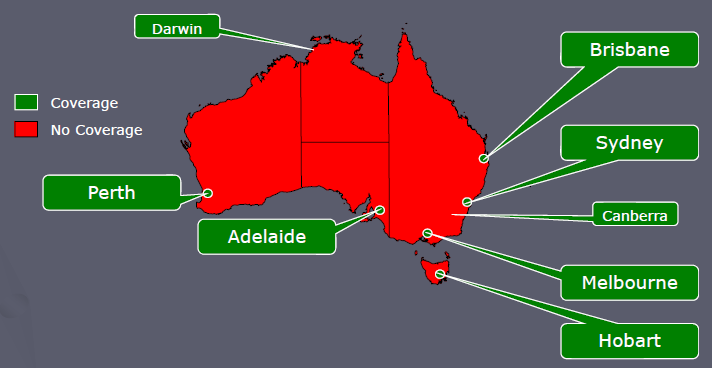 Darwin
Brisbane
Coverage
No Coverage
Sydney
Perth
Canberra
Adelaide
Melbourne
Hobart